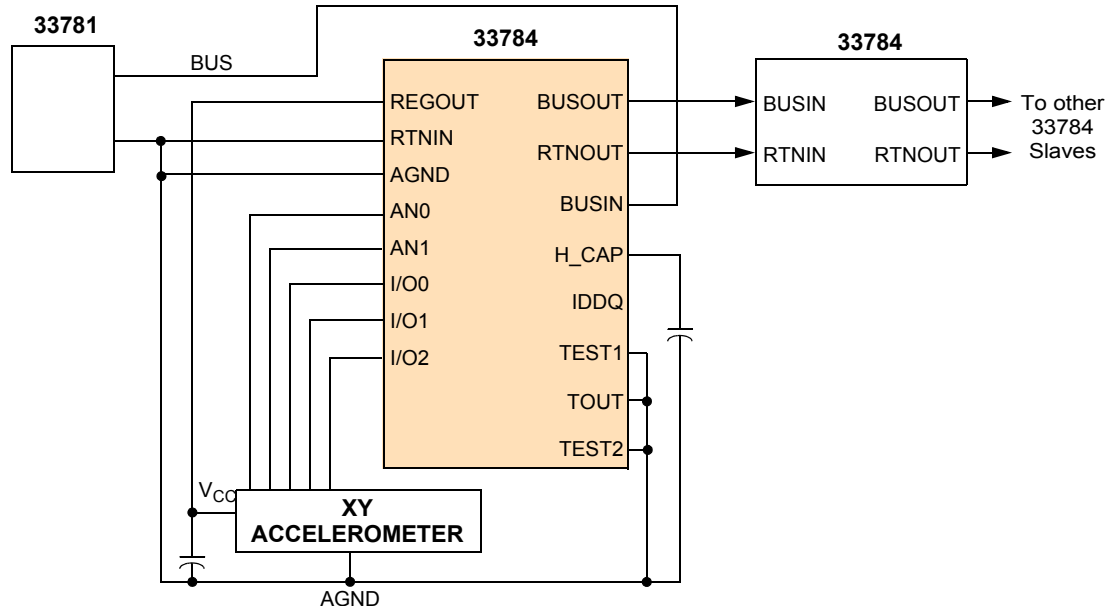 33781
BUS
33784
REGOUT
RTNIN
AGND
AN0
AN1
I/O0
I/O1
I/O2
BUSOUT
RTNOUT
BUSIN
H_CAP
IDDQ
TEST1
TOUT
TEST2
33784
BUSIN
RTNIN
BUSOUT
RTNOUT
To other
33784
Slaves
VCC
XY
ACCELEROMETER
AGND